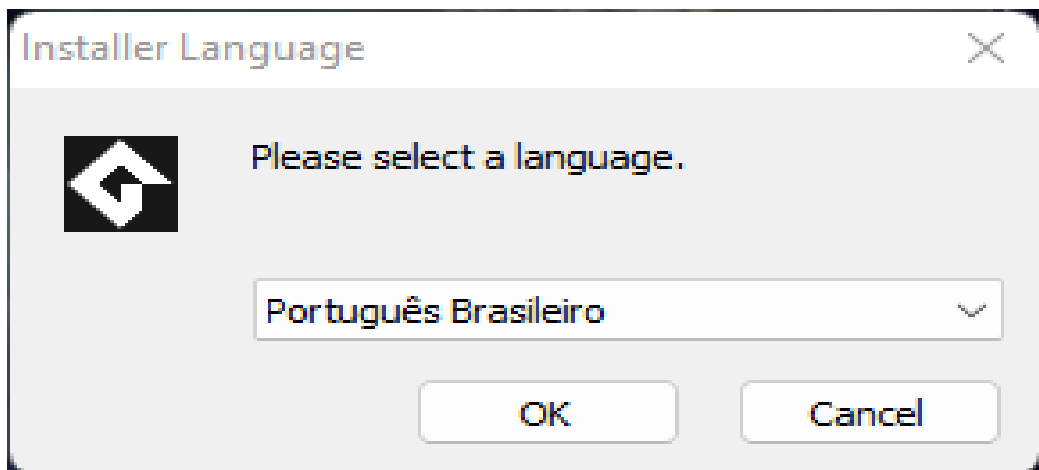 Installer Language
Please select a language.
Português Brasileiro
OK
Cancel